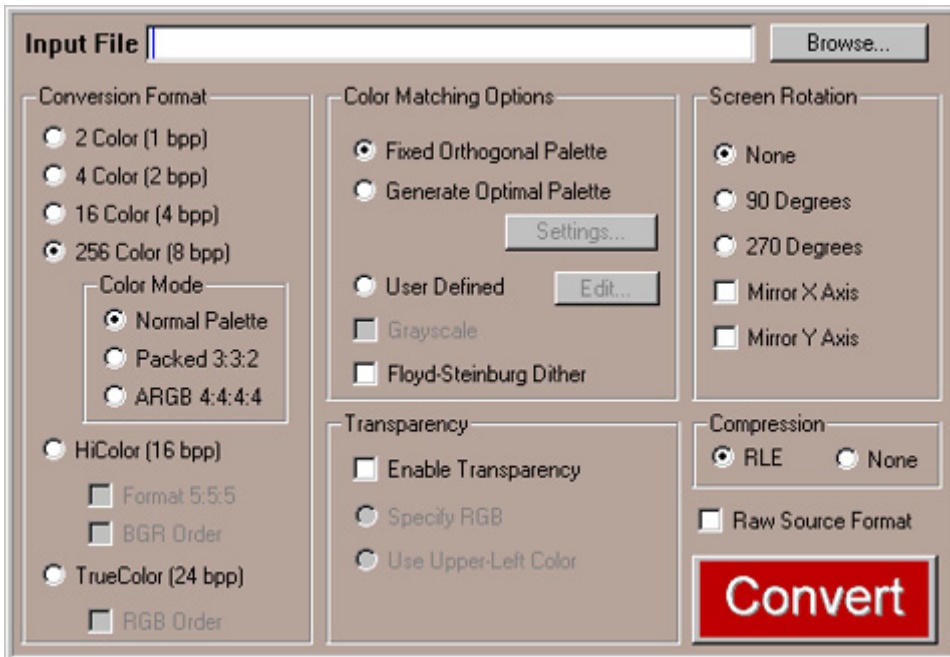 Input File
Browse...
Conversion Format
2 Color (1 bpp)
4 Color (2 bpp)
16 Color (4 bpp)
256 Color (8 bpp)
Color Mode
Normal Palette
Packed 3:3:2
ARGB 4:4:4:4
HiColor (16 bpp)
Format 5:5:5
BGR Order
TrueColor (24 bpp)
RGB Order
Color Matching Options
Fixed Orthogonal Palette
Generate Optimal Palette
Settings...
User Defined
Edit...
Grayscale
Floyd-Steinburg Dither
Transparency
Enable Transparency
Specify RGB
Use Upper-Left Color
Screen Rotation
None
90 Degrees
270 Degrees
Mirror X Axis
Mirror Y Axis
Compression
RLE
None
Raw Source Format
Convert